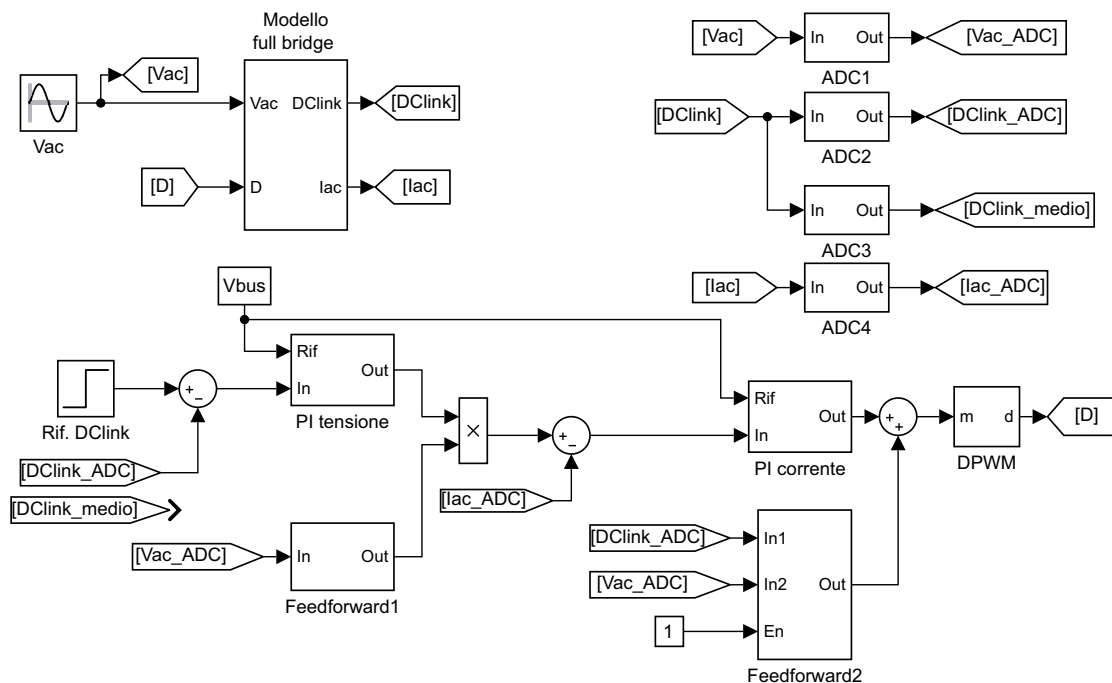 Modello
full bridge
[Vac]
Vac
Vac
DClink
[DClink]
[D]
D
Iac
[Iac]
[Vac]
In
Out
[Vac_ADC]
ADC1
[DClink]
In
Out
[DClink_ADC]
ADC2
In
Out
[DClink_medio]
ADC3
[Iac]
In
Out
[Iac_ADC]
ADC4
Vbus
Rif
In
Out
PI tensione
+
−
Rif. DClink
[DClink_ADC]
[DClink_medio]
[Vac_ADC]
In
Out
Feedforward1
×
+
−
[Iac_ADC]
Rif
In
Out
PI corrente
+
+
m
d
DPWM
[D]
[DClink_ADC]
In1
[Vac_ADC]
In2
Out
1
En
Feedforward2